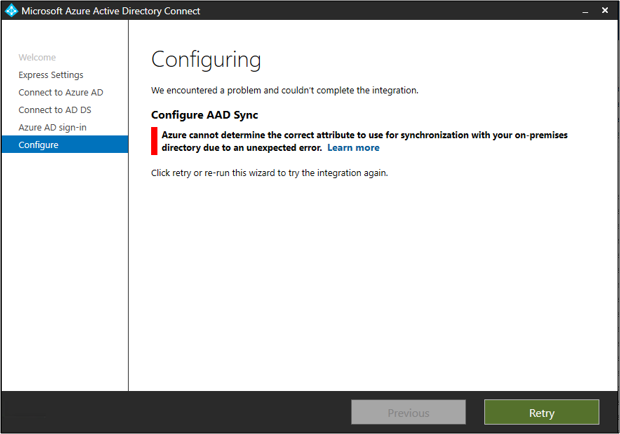 Microsoft Azure Active Directory Connect
Welcome
Express Settings
Connect to Azure AD
Connect to AD DS
Azure AD sign-in
Configure
Configuring
We encountered a problem and couldn't complete the integration.
Configure AAD Sync
Azure cannot determine the correct attribute to use for synchronization with your on-premises
directory due to an unexpected error. Learn more
Click retry or re-run this wizard to try the integration again.
Previous
Retry